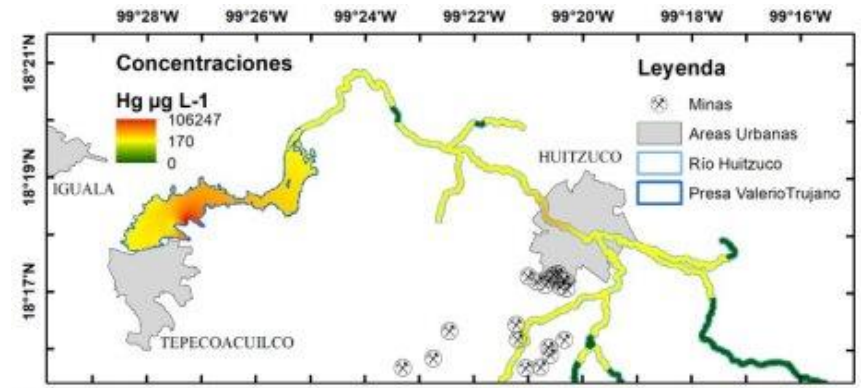 99°28'W 99°26'W 99°24'W 99°22'W 99°20'W 99°18'W 99°16'W
18°21'N
18°19'N
18°17'N
Concentraciones
Hg µg L-1
106247
170
0
IGUALA
TEPECOACUILCO
HUITZUCO
Leyenda
Minas
Areas Urbanas
Río Huitzuco
Presa ValerioTrujano